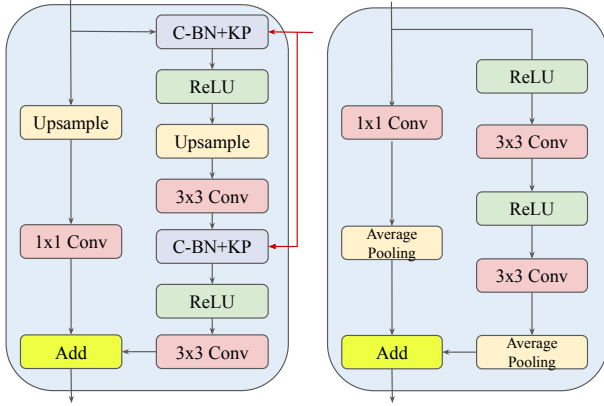 C-BN+KP
ReLU
Upsample
Upsample
3x3 Conv
1x1 Conv
C-BN+KP
ReLU
Add
3x3 Conv
ReLU
1x1 Conv
3x3 Conv
ReLU
Average
Pooling
3x3 Conv
Add
Average
Pooling